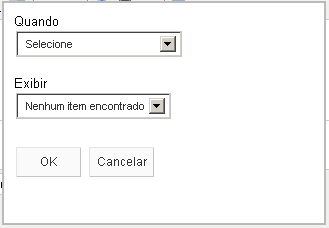 Quando
Selecione
Exibir
Nenhum item encontrado
OK
Cancelar